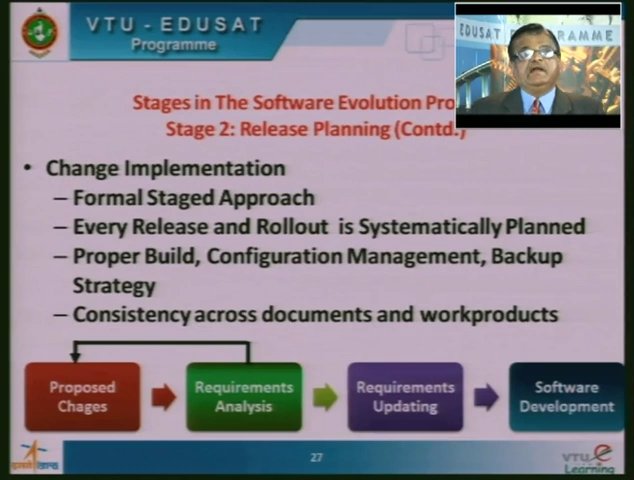 VTU - EDUSAT
Programme
EDUSAT PROGRAMME
Stages in The Software Evolution Pro
Stage 2: Release Planning (Contd.)
• Change Implementation
– Formal Staged Approach
– Every Release and Rollout is Systematically Planned
– Proper Build, Configuration Management, Backup
Strategy
– Consistency across documents and workproducts
Proposed
Chages
Requirements
Analysis
Requirements
Updating
Software
Development
27
VTU e
Learning